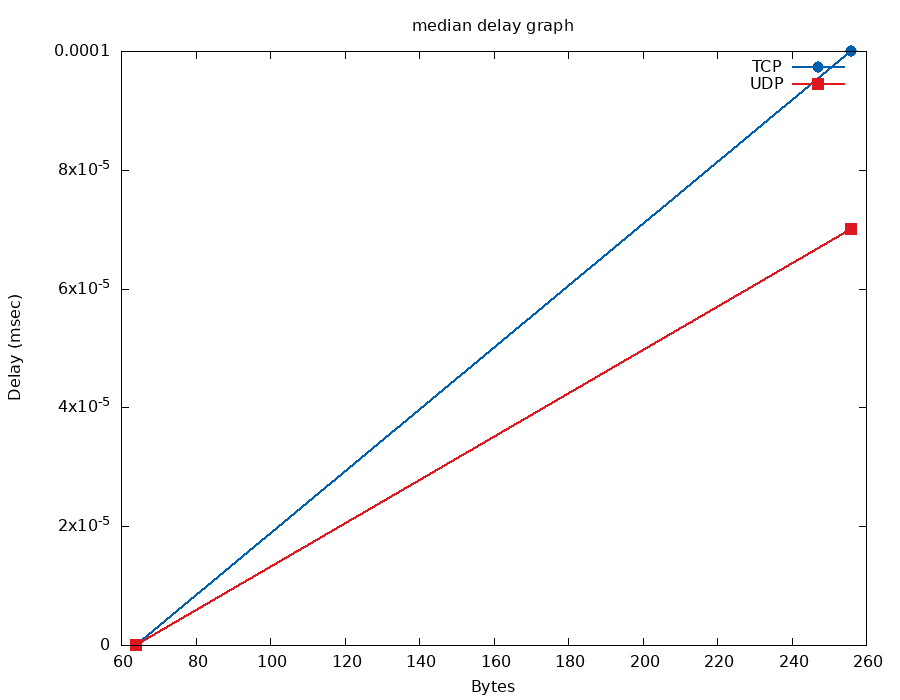 median delay graph
0.0001
8x10-5
6x10-5
4x10-5
2x10-5
0
Delay (msec)
TCP
UDP
60 80 100 120 140 160 180 200 220 240 260
Bytes